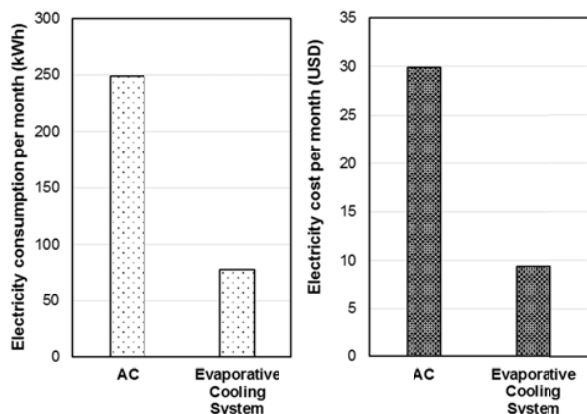 Electricity consumption per month (kWh)
300
250
200
150
100
50
0
AC
Evaporative
Cooling
System
Electricity cost per month (USD)
35
30
25
20
15
10
5
0
AC
Evaporative
Cooling
System